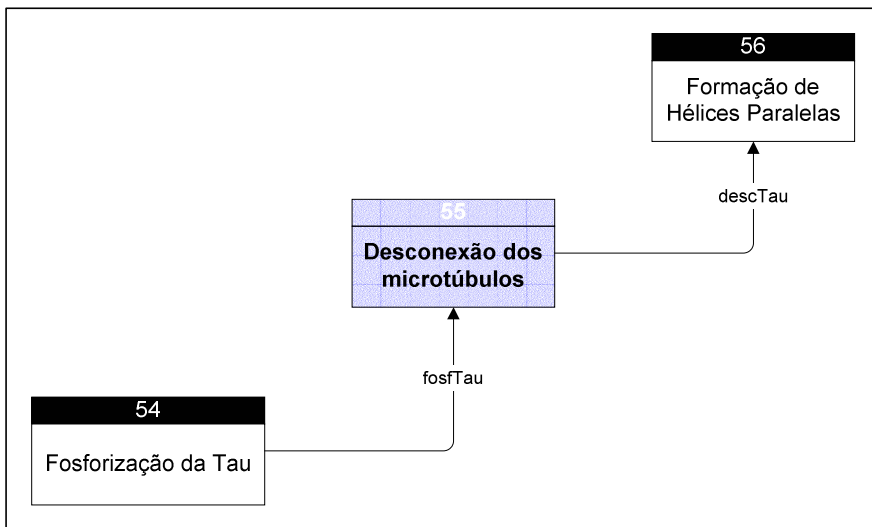 56
Formação de
Hélices Paralelas
descTau
55
Desconexão dos
microtúbulos
fosfTau
54
Fosforização da Tau